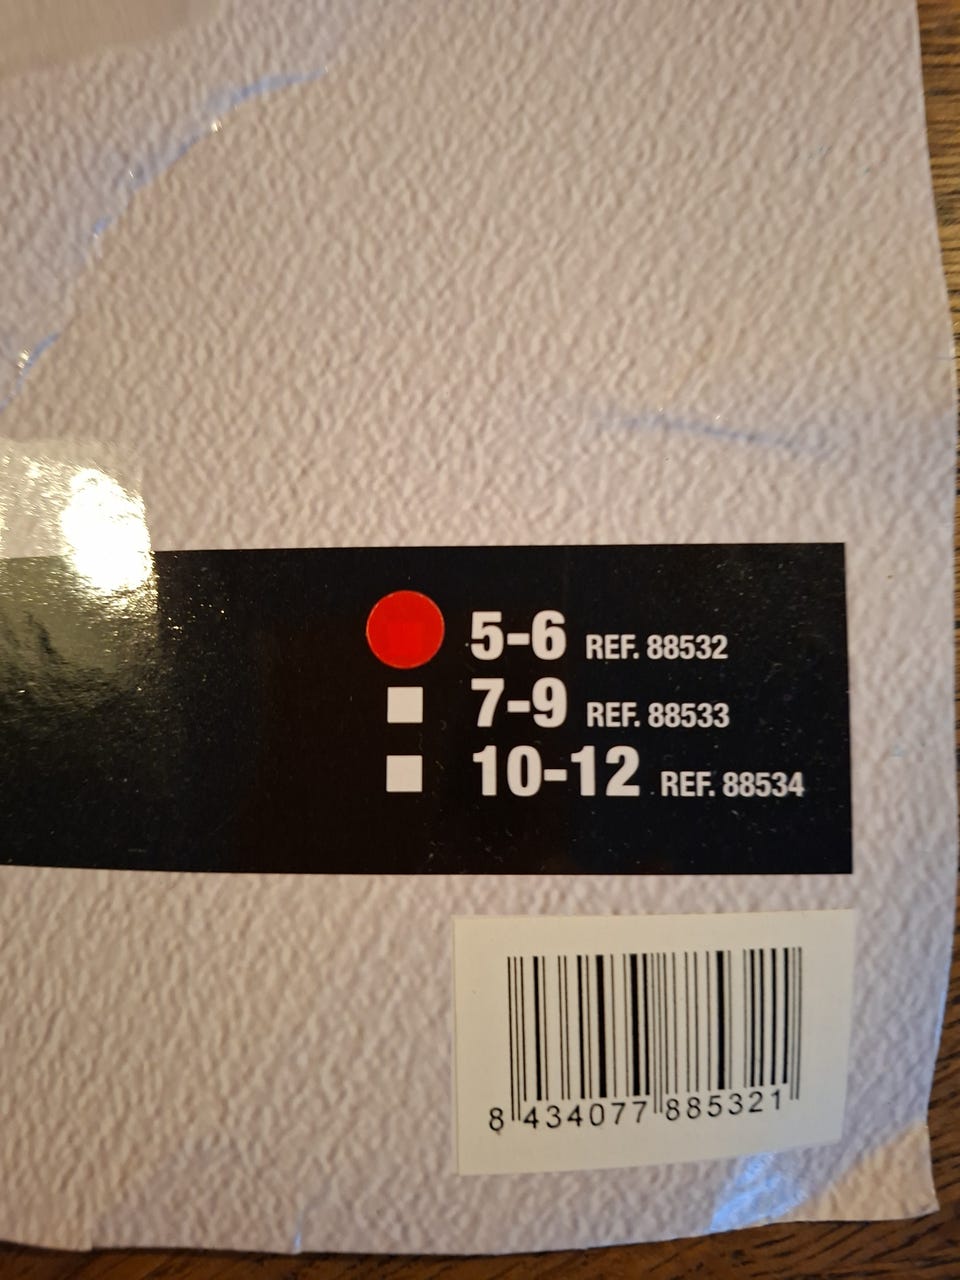 5-6 REF. 88532
7-9 REF. 88533
10-12 REF. 88534
8 434077 885321